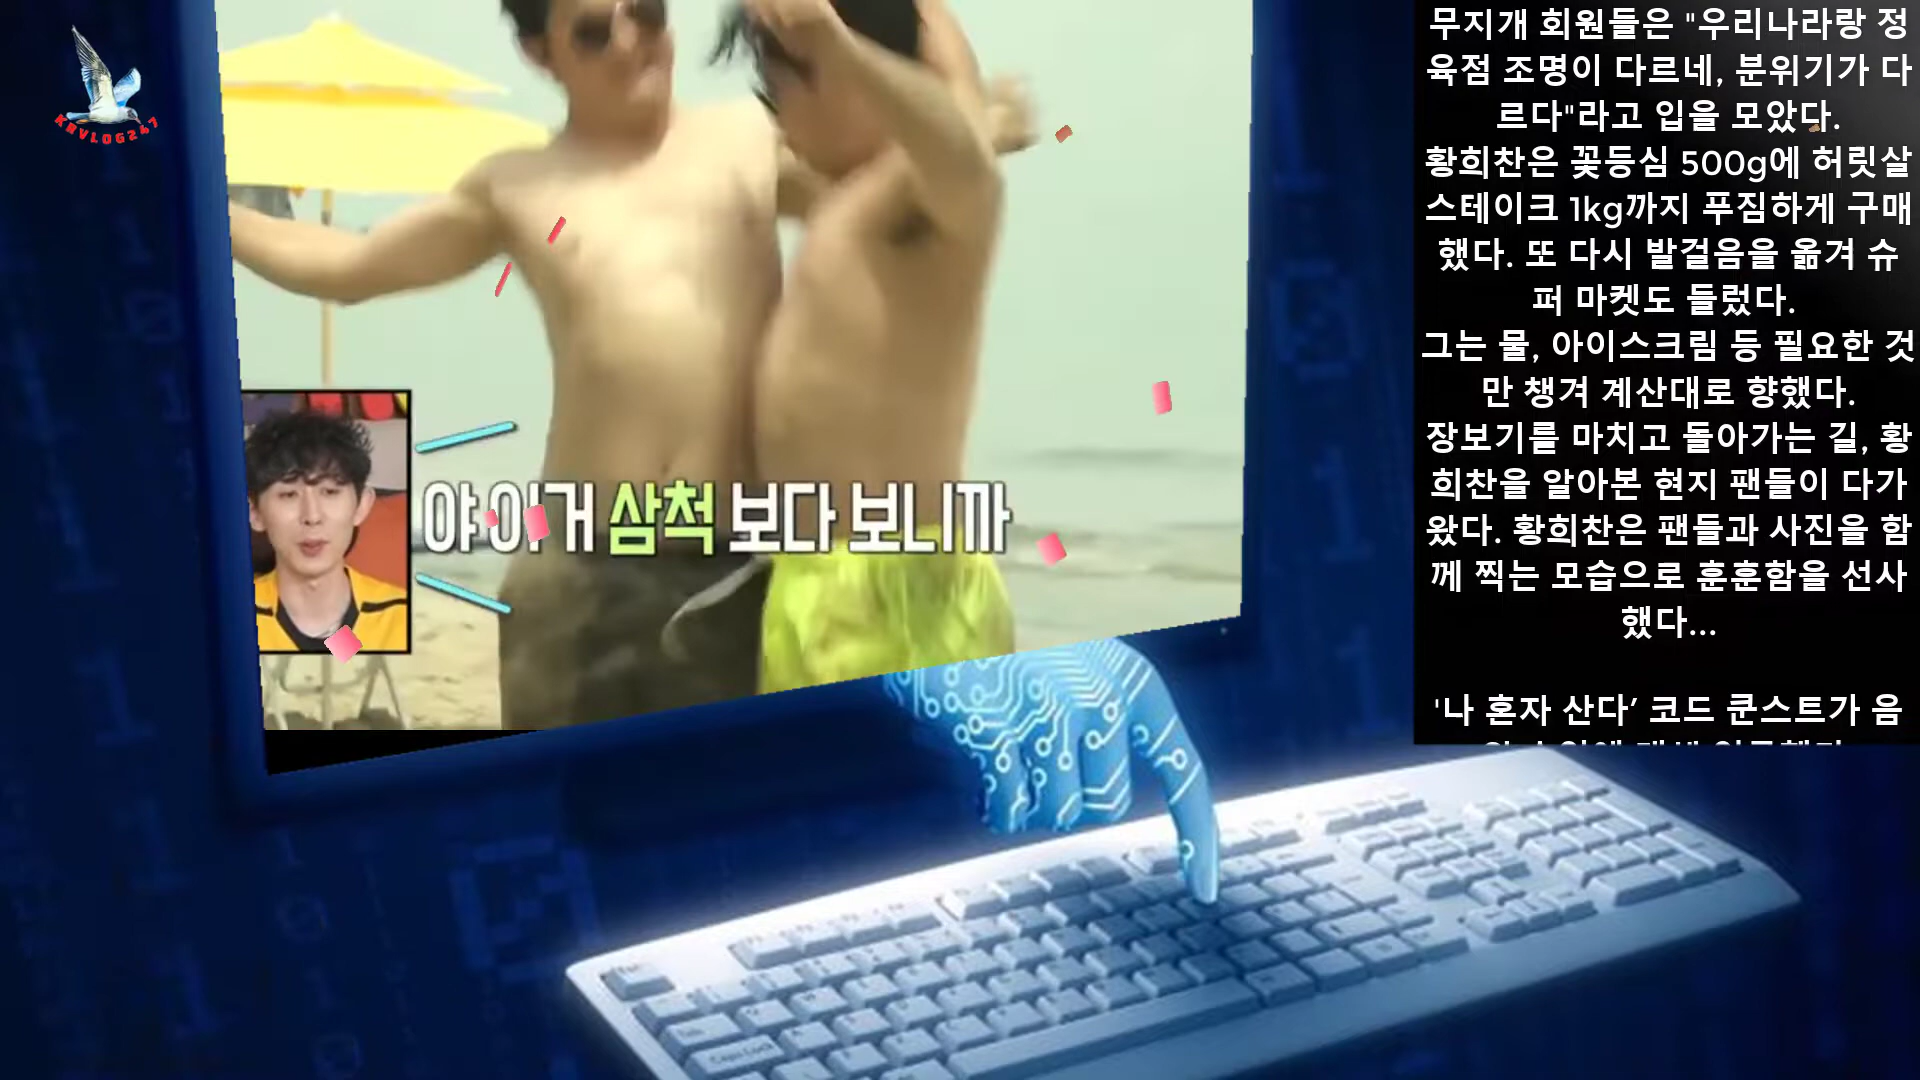 KRVLOG247
야 이거 삼척 보다 보니까
무지개 회원들은 "우리나라랑 정
육점 조명이 다르네, 분위기가 다
르다"라고 입을 모았다.
황희찬은 꽃등심 500g에 허릿살
스테이크 1kg까지 푸짐하게 구매
했다. 또 다시 발걸음을 옮겨 슈
퍼 마켓도 들렀다.
그는 물, 아이스크림 등 필요한 것
만 챙겨 계산대로 향했다.
장보기를 마치고 돌아가는 길, 황
희찬을 알아본 현지 팬들이 다가
왔다. 황희찬은 팬들과 사진을 함
께 찍는 모습으로 훈훈함을 선사
했다...
'나 혼자 산다’ 코드 쿤스트가 음
Caps Lock